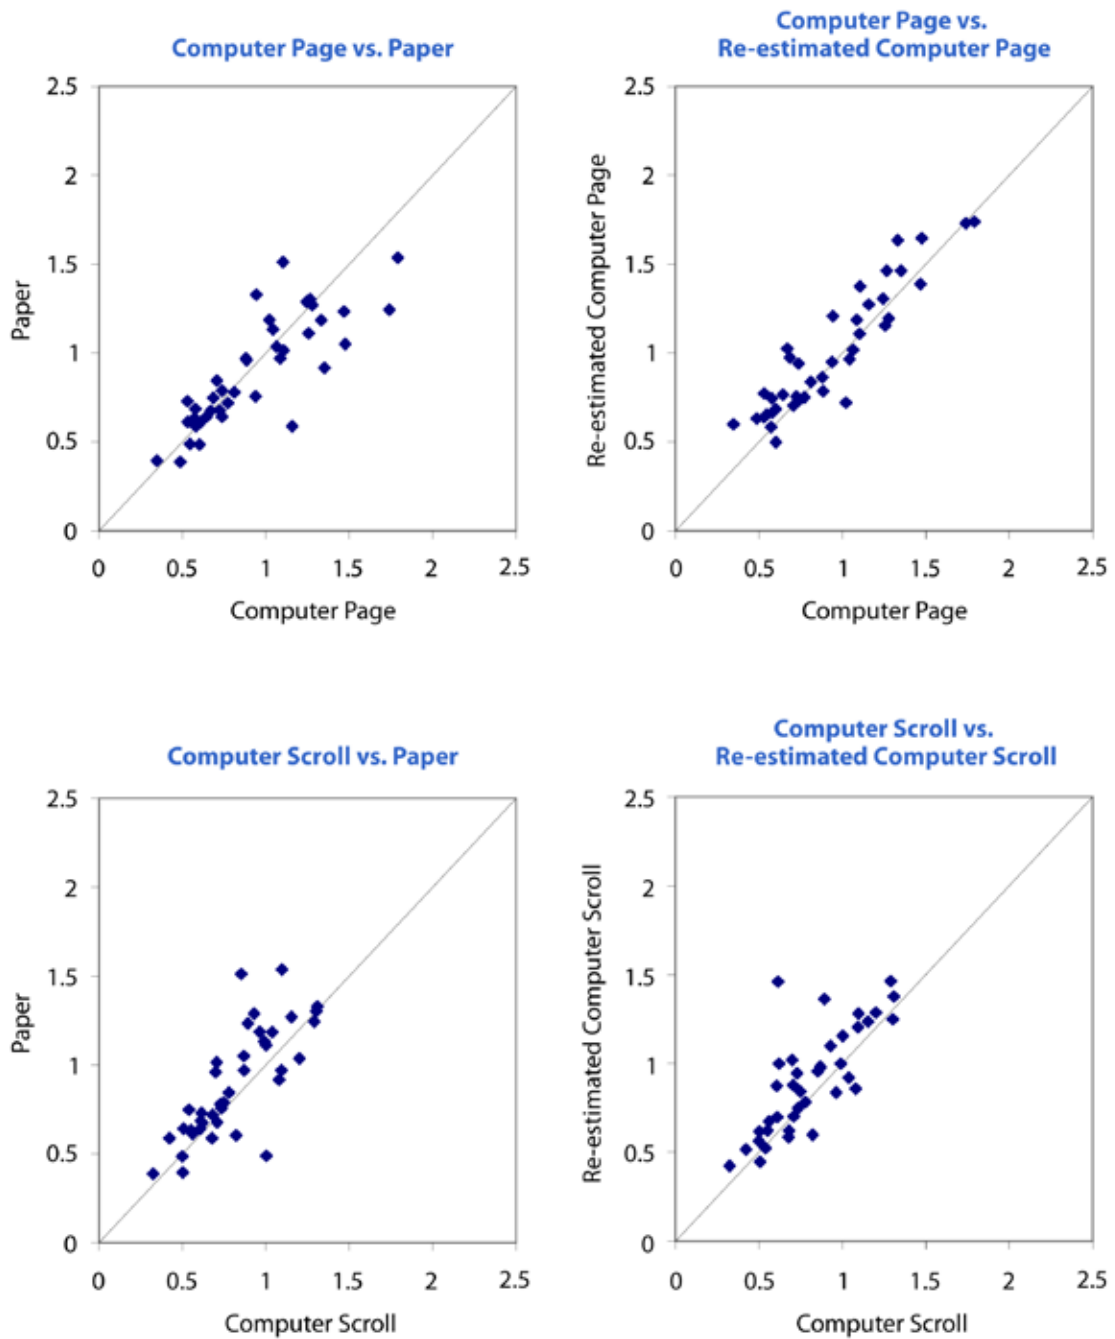 Computer Page vs. Paper
2.5
2
1.5
1
0.5
0
Paper
0 0.5 1 1.5 2 2.5
Computer Page
Computer Page vs.
Re-estimated Computer Page
2.5
2
1.5
1
0.5
0
Re-estimated Computer Page
0 0.5 1 1.5 2 2.5
Computer Page
Computer Scroll vs. Paper
2.5
2
1.5
1
0.5
0
Paper
0 0.5 1 1.5 2 2.5
Computer Scroll
Computer Scroll vs.
Re-estimated Computer Scroll
2.5
2
1.5
1
0.5
0
Re-estimated Computer Scroll
0 0.5 1 1.5 2 2.5
Computer Scroll